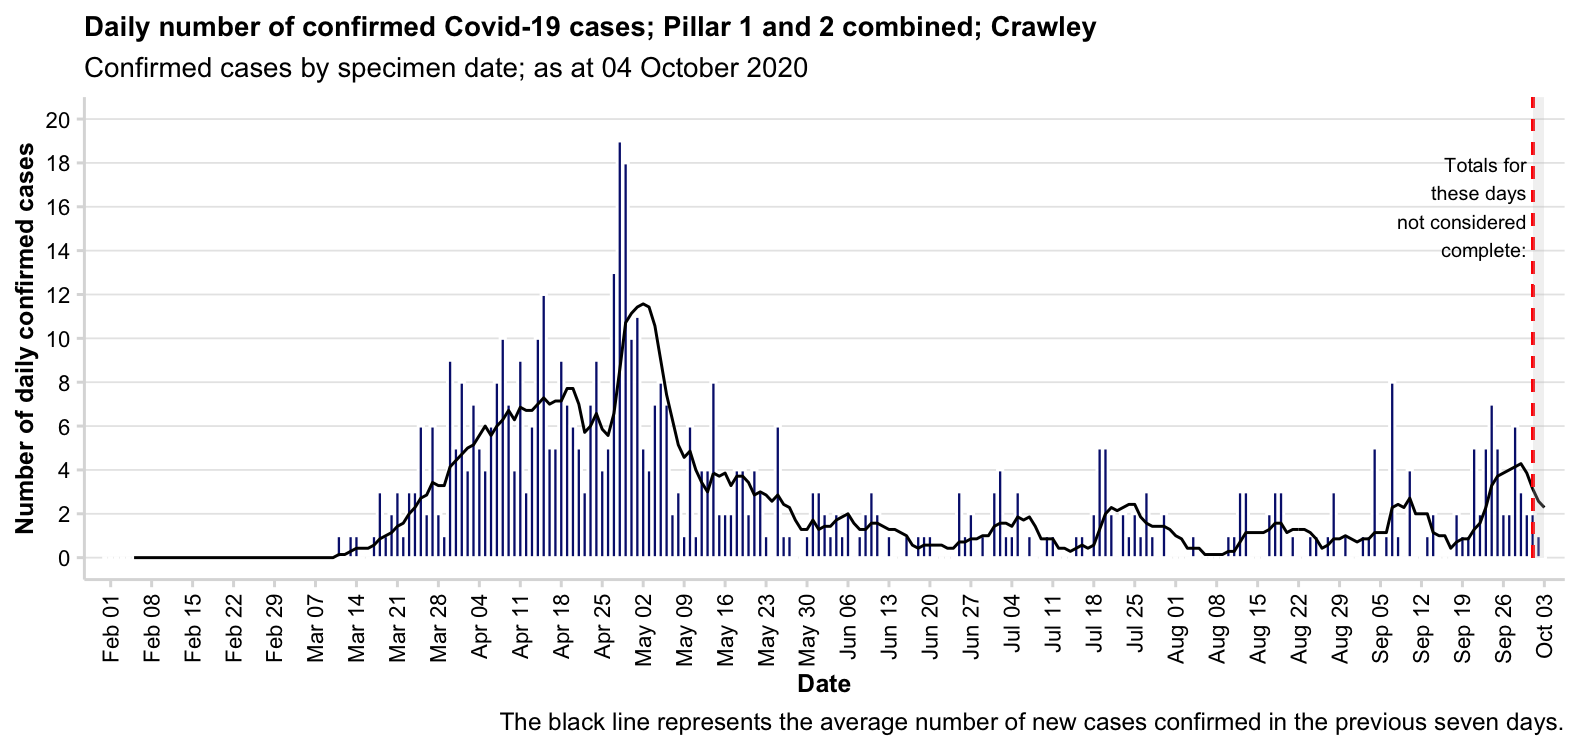 Daily number of confirmed Covid-19 cases; Pillar 1 and 2 combined; Crawley
Confirmed cases by specimen date; as at 04 October 2020
Number of daily confirmed cases
20
18
16
14
12
10
8
6
4
2
0
Totals for
these days
not considered
complete:
Feb 01
Feb 08
Feb 15
Feb 22
Feb 29
Mar 07
Mar 14
Mar 21
Mar 28
Apr 04
Apr 11
Apr 18
Apr 25
May 02
May 09
May 16
May 23
May 30
Jun 06
Jun 13
Jun 20
Jun 27
Jul 04
Jul 11
Jul 18
Jul 25
Aug 01
Aug 08
Aug 15
Aug 22
Aug 29
Sep 05
Sep 12
Sep 19
Sep 26
Oct 03
Date
The black line represents the average number of new cases confirmed in the previous seven days.